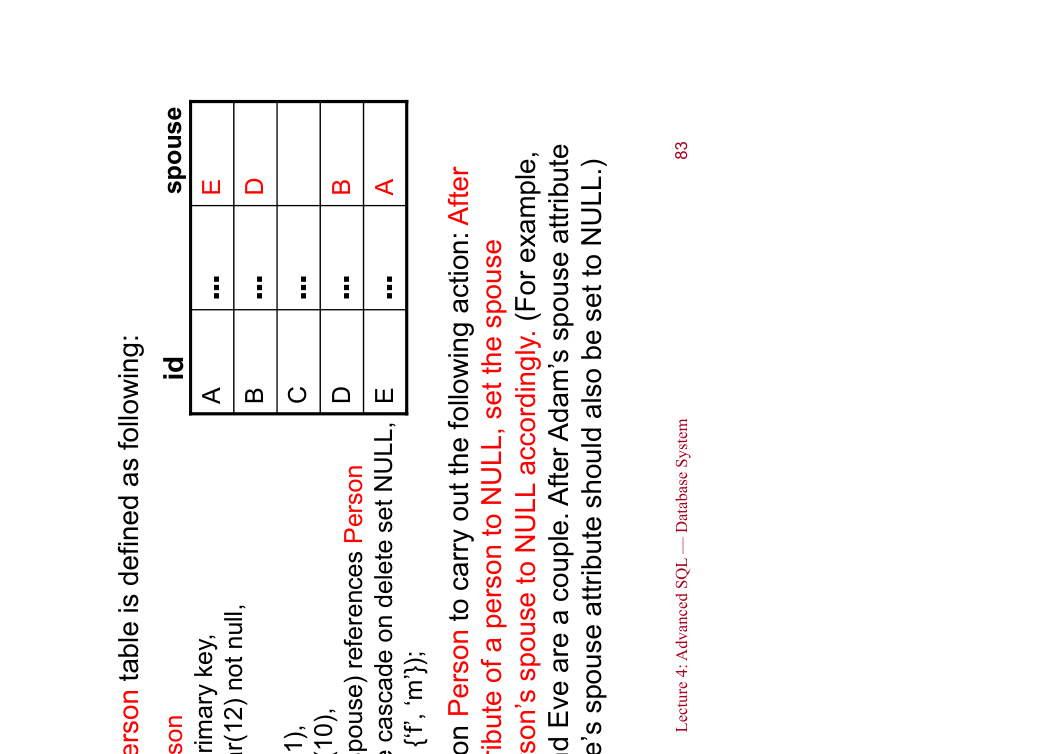 erson table is defined as following:
son
rimary key,
ar(12) not null,
1),
(10),
pouse) references Person
e cascade on delete set NULL,
{'f', 'm'});
id spouse
A ... E
B ... D
C ...
D ... B
E ... A
on Person to carry out the following action: After
ribute of a person to NULL, set the spouse
son's spouse to NULL accordingly. (For example,
d Eve are a couple. After Adam's spouse attribute
e's spouse attribute should also be set to NULL.)
Lecture 4: Advanced SQL — Database System 83